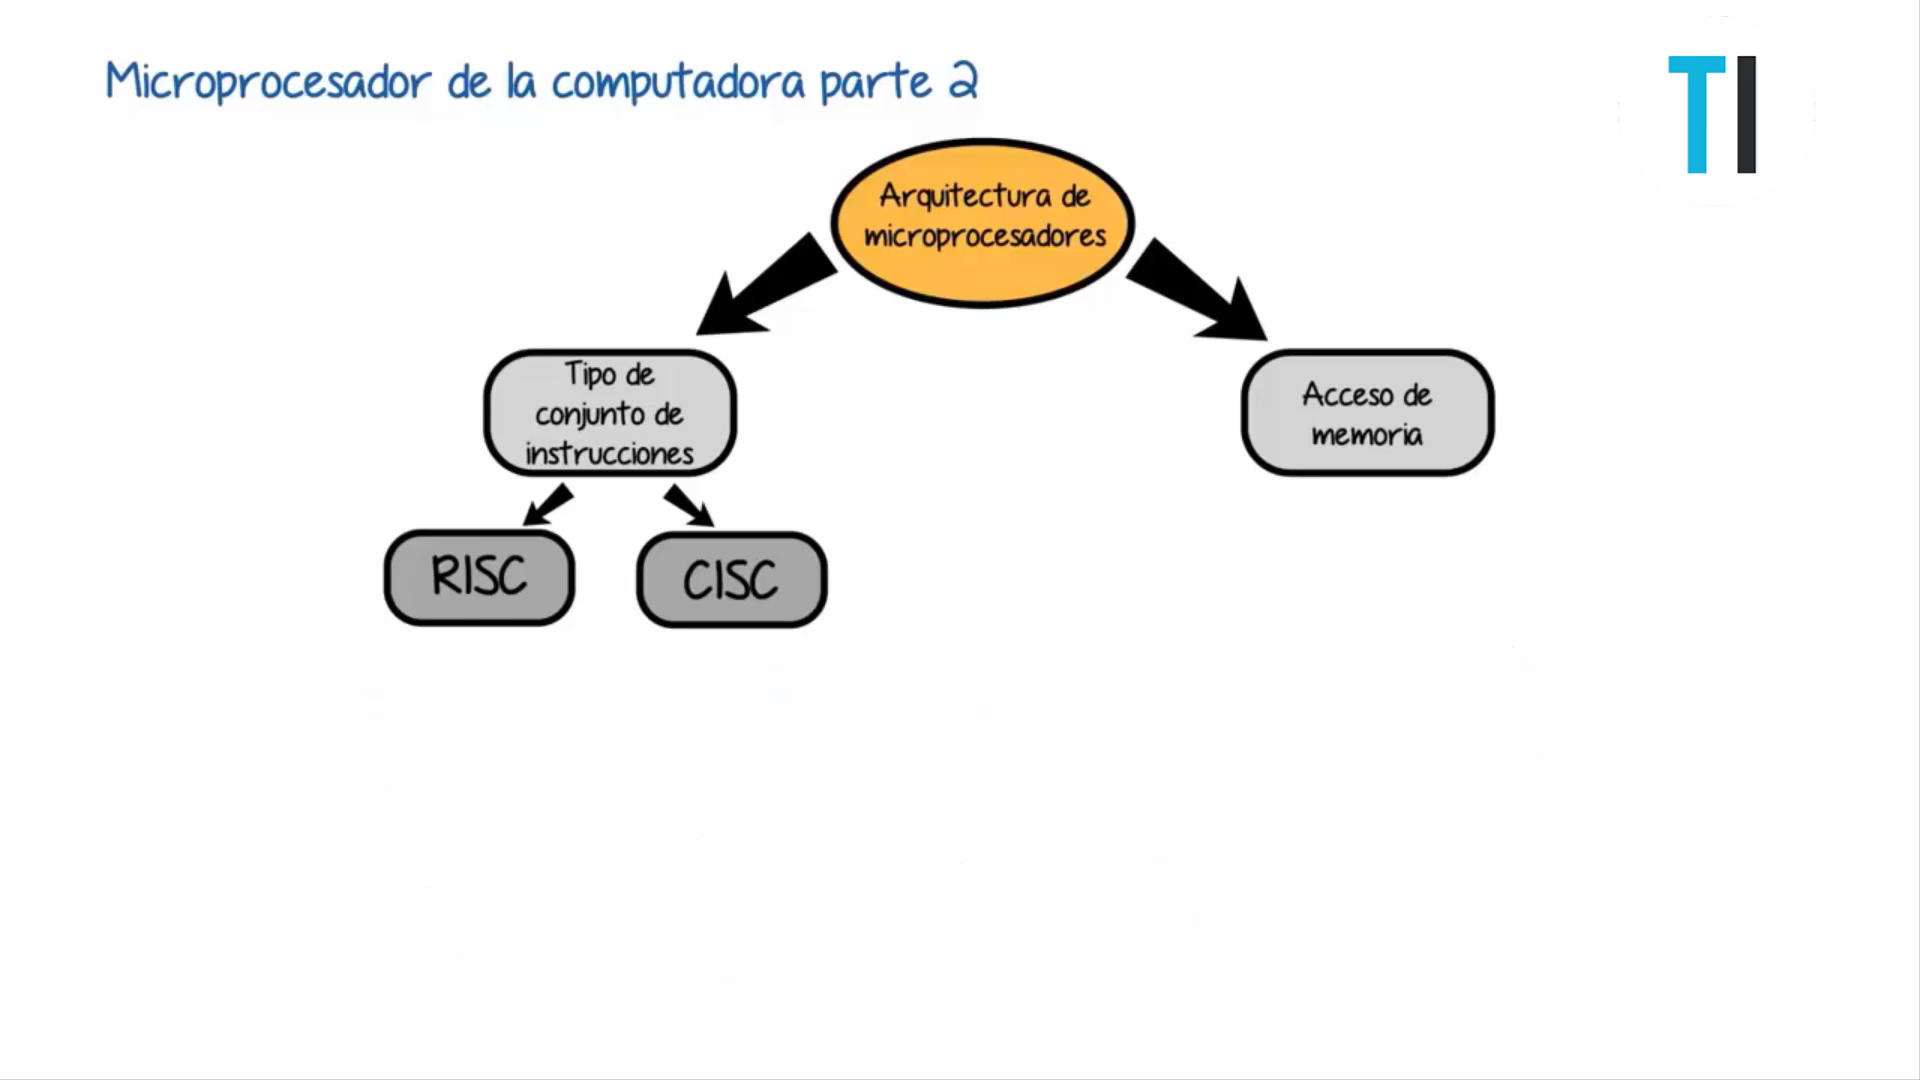 Microprocesador de la computadora parte 2
TI
Arquitectura de
microprocesadores
Tipo de
conjunto de
instrucciones
Acceso de
memoria
RISC
CISC